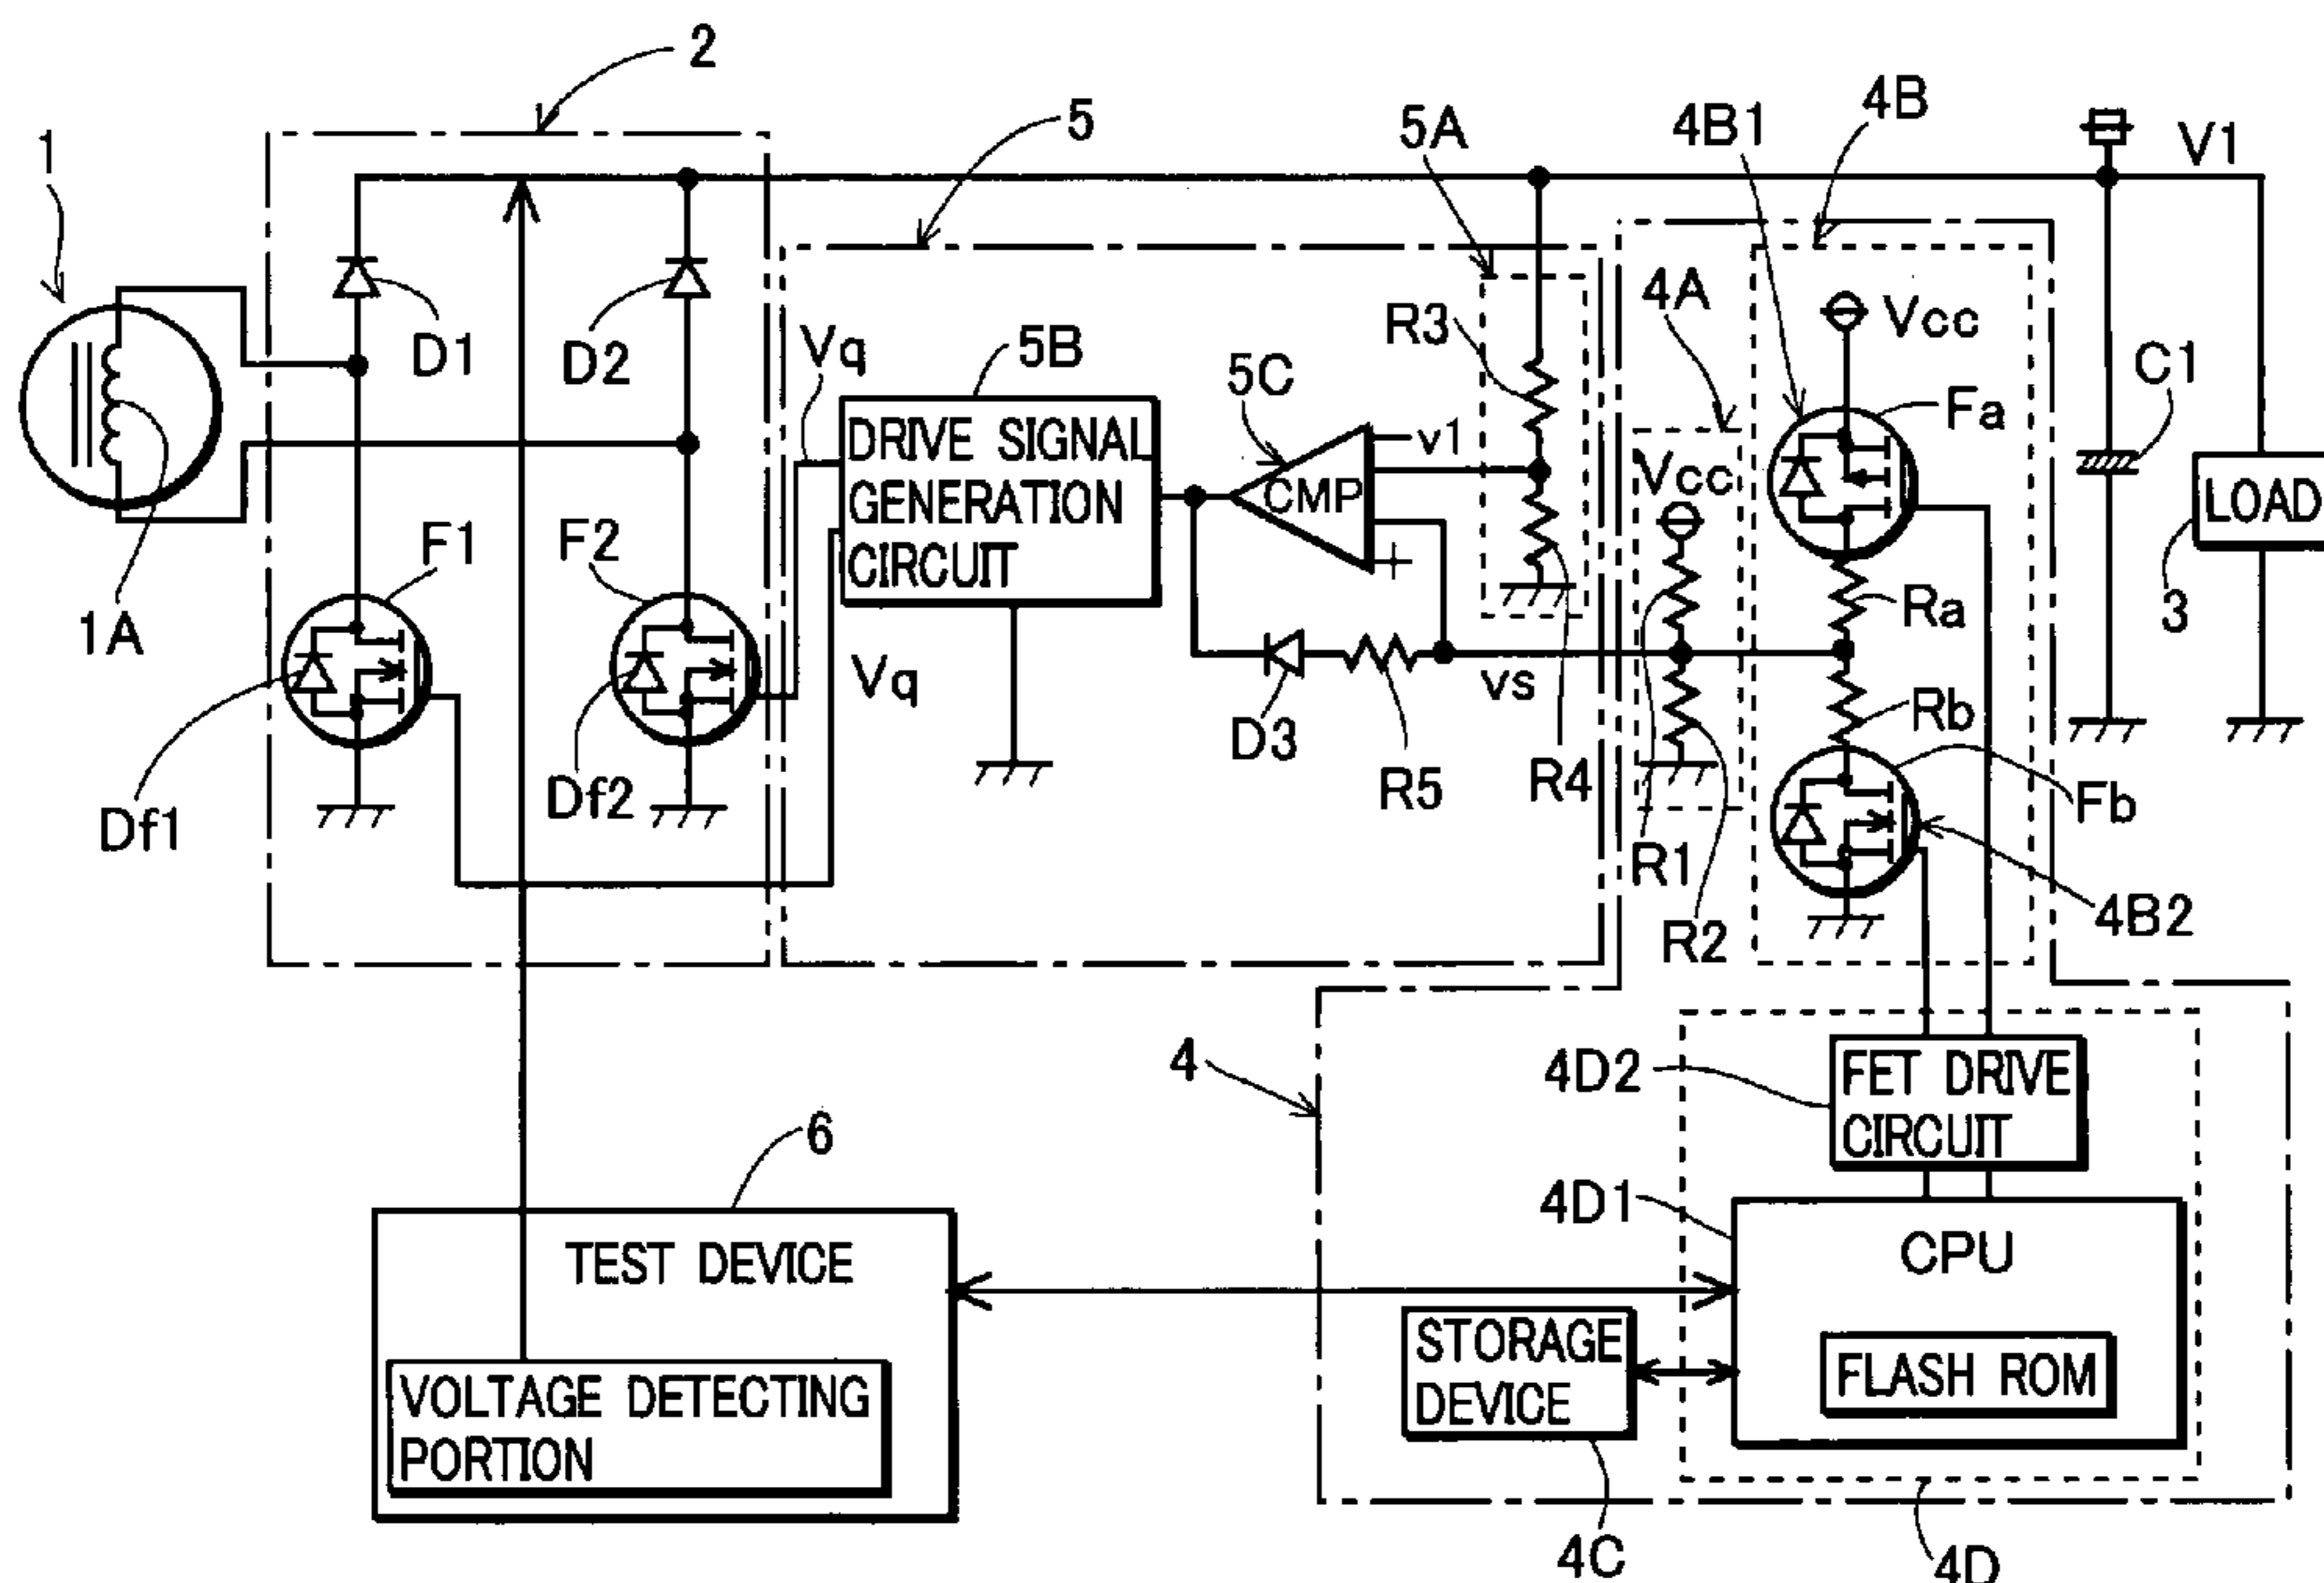 2
1
5
5A
4B1
4B
V1
4A
D1
D2
Vq
5B
5C
R3
Vcc
Fa
C1
DRIVE SIGNAL
GENERATION
CIRCUIT
CMP
-v1
+
Vcc
LOAD
1A
F1
F2
Vq
vs
Ra
3
D3
R5
R4
Rb
Df1
Df2
R1
R2
Fb
4B2
4
4D2
FET DRIVE
CIRCUIT
6
4D1
CPU
TEST DEVICE
STORAGE
DEVICE
FLASH ROM
VOLTAGE DETECTING
PORTION
4C
4D